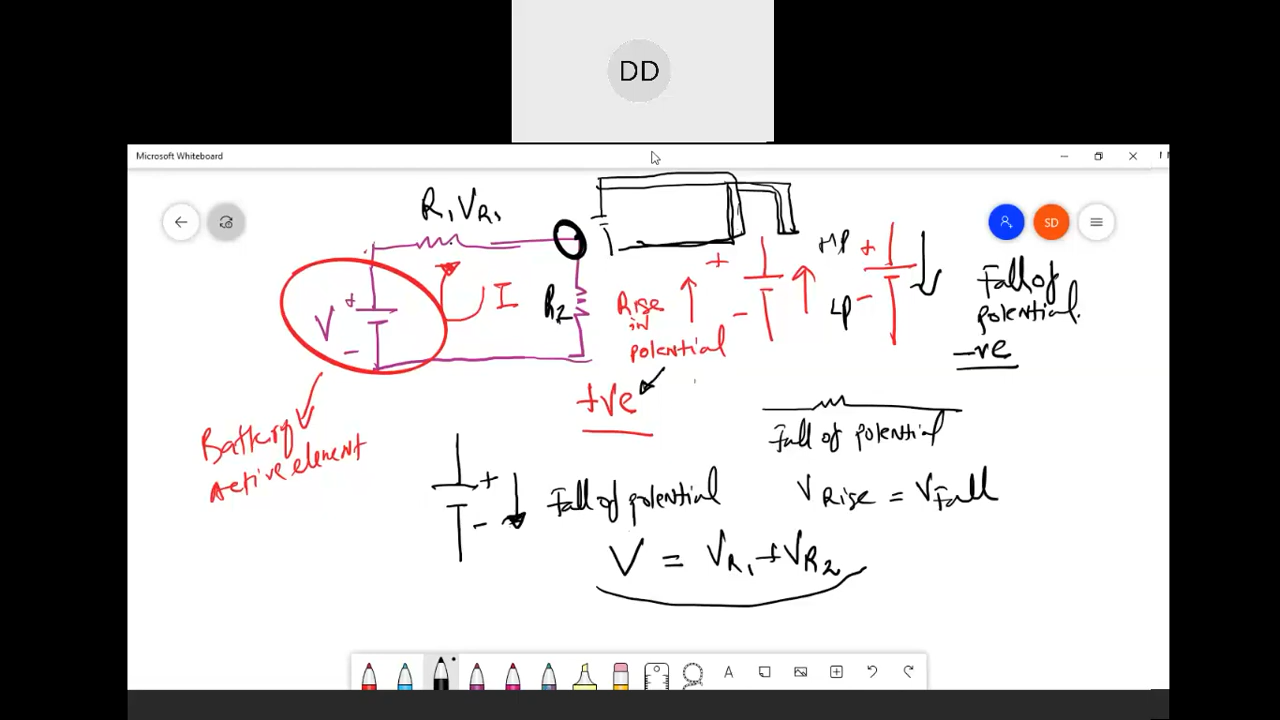 DD
Microsoft Whiteboard
R1 VR1
SD
+
+HP
+
Fall of
potential.
-ve
V
+
-
I
R2
Rise
in
potential
-
LP
-
+ve
Battery
Active element
Fall of potential
+
-
Fall of potential
V Rise = V Fall
V = VR1 + VR2
A